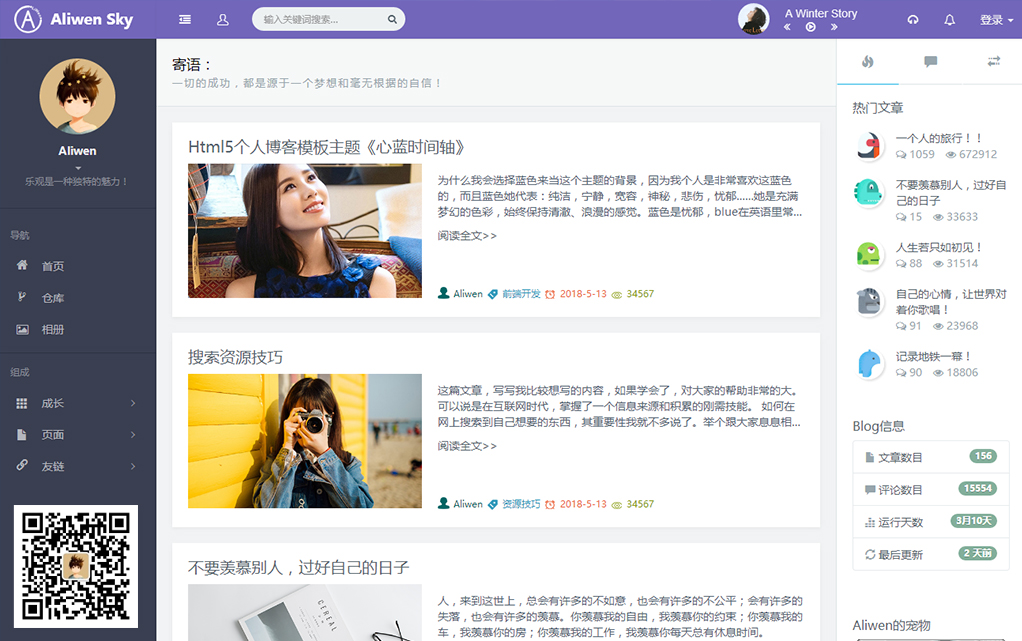 Aliwen Sky
输入关键词搜索...
A Winter Story
登录
Aliwen
乐观是一种独特的魅力！
导航
首页
仓库
相册
组成
成长
页面
友链
寄语：
一切的成功，都是源于一个梦想和毫无根据的自信！
Html5个人博客模板主题《心蓝时间轴》
为什么我会选择蓝色来当这个主题的背景，因为我个人是非常喜欢这蓝色
的，而且蓝色她代表：纯洁，宁静，宽容，神秘，悲伤，忧郁......她是充满
梦幻的色彩，始终保持清澈、浪漫的感觉。蓝色是忧郁，blue在英语里常...
阅读全文>>
Aliwen 前端开发 2018-5-13 34567
搜索资源技巧
这篇文章，写写我比较想写的内容，如果学会了，对大家的帮助非常的大。
可以说是在互联网时代，掌握了一个信息来源和积累的刚需技能。 如何在
网上搜索到自己想要的东西，其重要性我就不多说了。举个跟大家息息相...
阅读全文>>
Aliwen 资源技巧 2018-5-13 34567
不要羡慕别人，过好自己的日子
CEREAL
人，来到这世上，总会有许多的不如意，也会有许多的不公平；会有许多的
失落，也会有许多的羡慕。你羡慕我的自由，我羡慕你的约束；你羡慕我的
车，我羡慕你的房；你羡慕我的工作，我羡慕你每天总有休息时间。
热门文章
一个人的旅行！！
1059 672912
不要羡慕别人，过好自
己的日子
15 33633
人生若只如初见！
88 31514
自己的心情，让世界对
着你歌唱！
91 23968
记录地铁一幕！
90 18806
Blog信息
文章数目 156
评论数目 15554
运行天数 3月10天
最后更新 2 天前
Aliwen的宠物